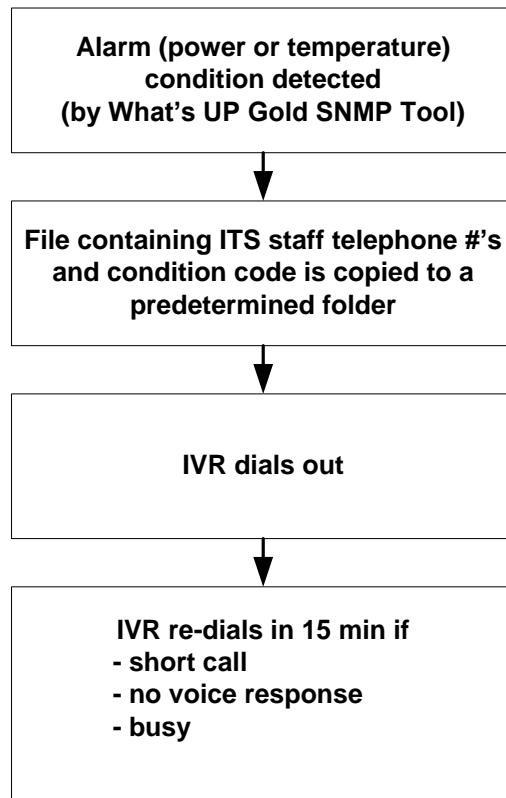 Alarm (power or temperature)
condition detected
(by What's UP Gold SNMP Tool)
File containing ITS staff telephone #'s
and condition code is copied to a
predetermined folder
IVR dials out
IVR re-dials in 15 min if
- short call
- no voice response
- busy